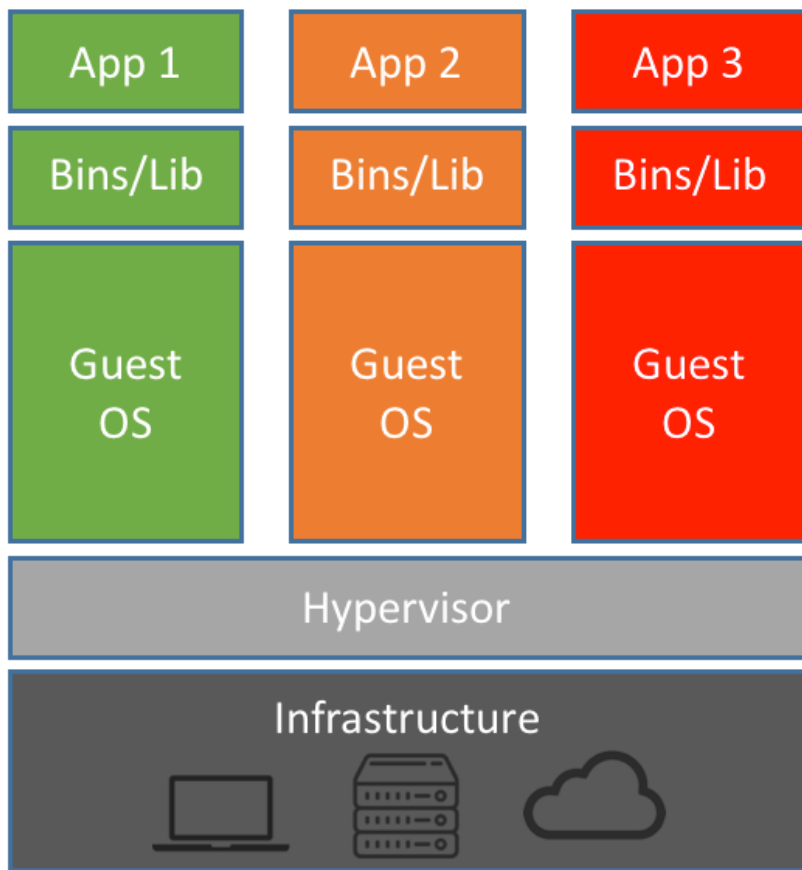 App 1
App 2
App 3
Bins/Lib
Bins/Lib
Bins/Lib
Guest
OS
Guest
OS
Guest
OS
Hypervisor
Infrastructure